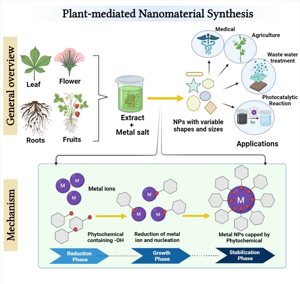 Plant-mediated Nanomaterial Synthesis
General overview
Leaf
Flower
Roots
Fruits
Extract
+
Metal salt
NPs with variable
shapes and sizes
Medical
Agriculture
Waste water
treatment
Photocatalytic
Reaction
Applications
Mechanism
M
M
M
Metal ions
Phytochemical
containing -OH
M
M
M
Reduction of metal
ion and nucleation
M
Metal NPs capped by
Phytochemical
Reduction
Phase
Growth
Phase
Stabilization
Phase